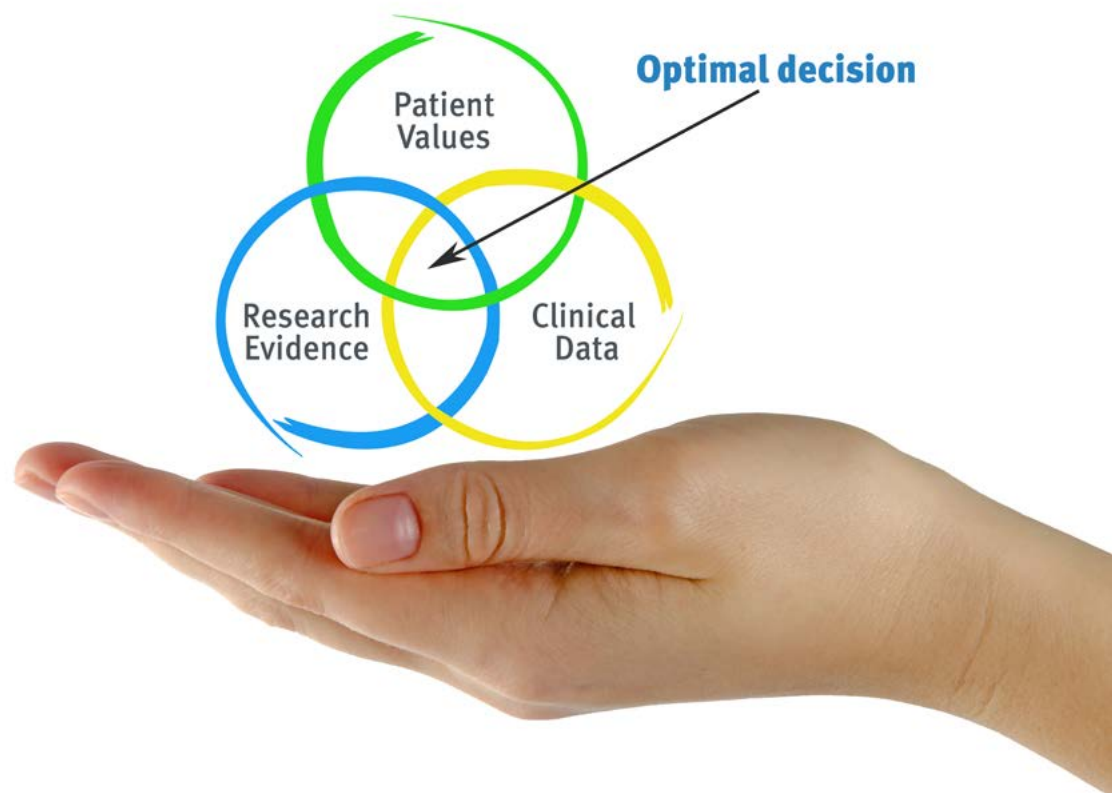 Optimal decision
Patient
Values
Research
Evidence
Clinical
Data